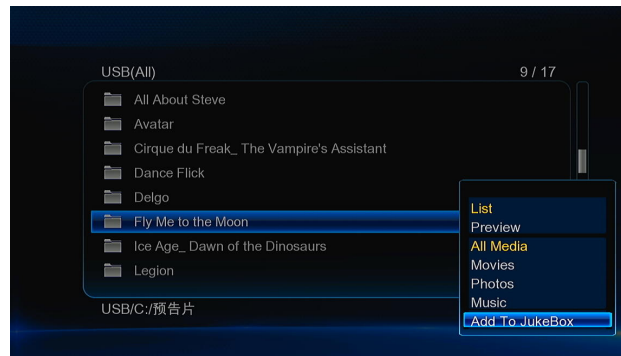 USB(All)
9 / 17
All About Steve
Avatar
Cirque du Freak_ The Vampire's Assistant
Dance Flick
Delgo
Fly Me to the Moon
Ice Age_ Dawn of the Dinosaurs
Legion
List
Preview
All Media
Movies
Photos
Music
Add To JukeBox
USB/C:/预告片